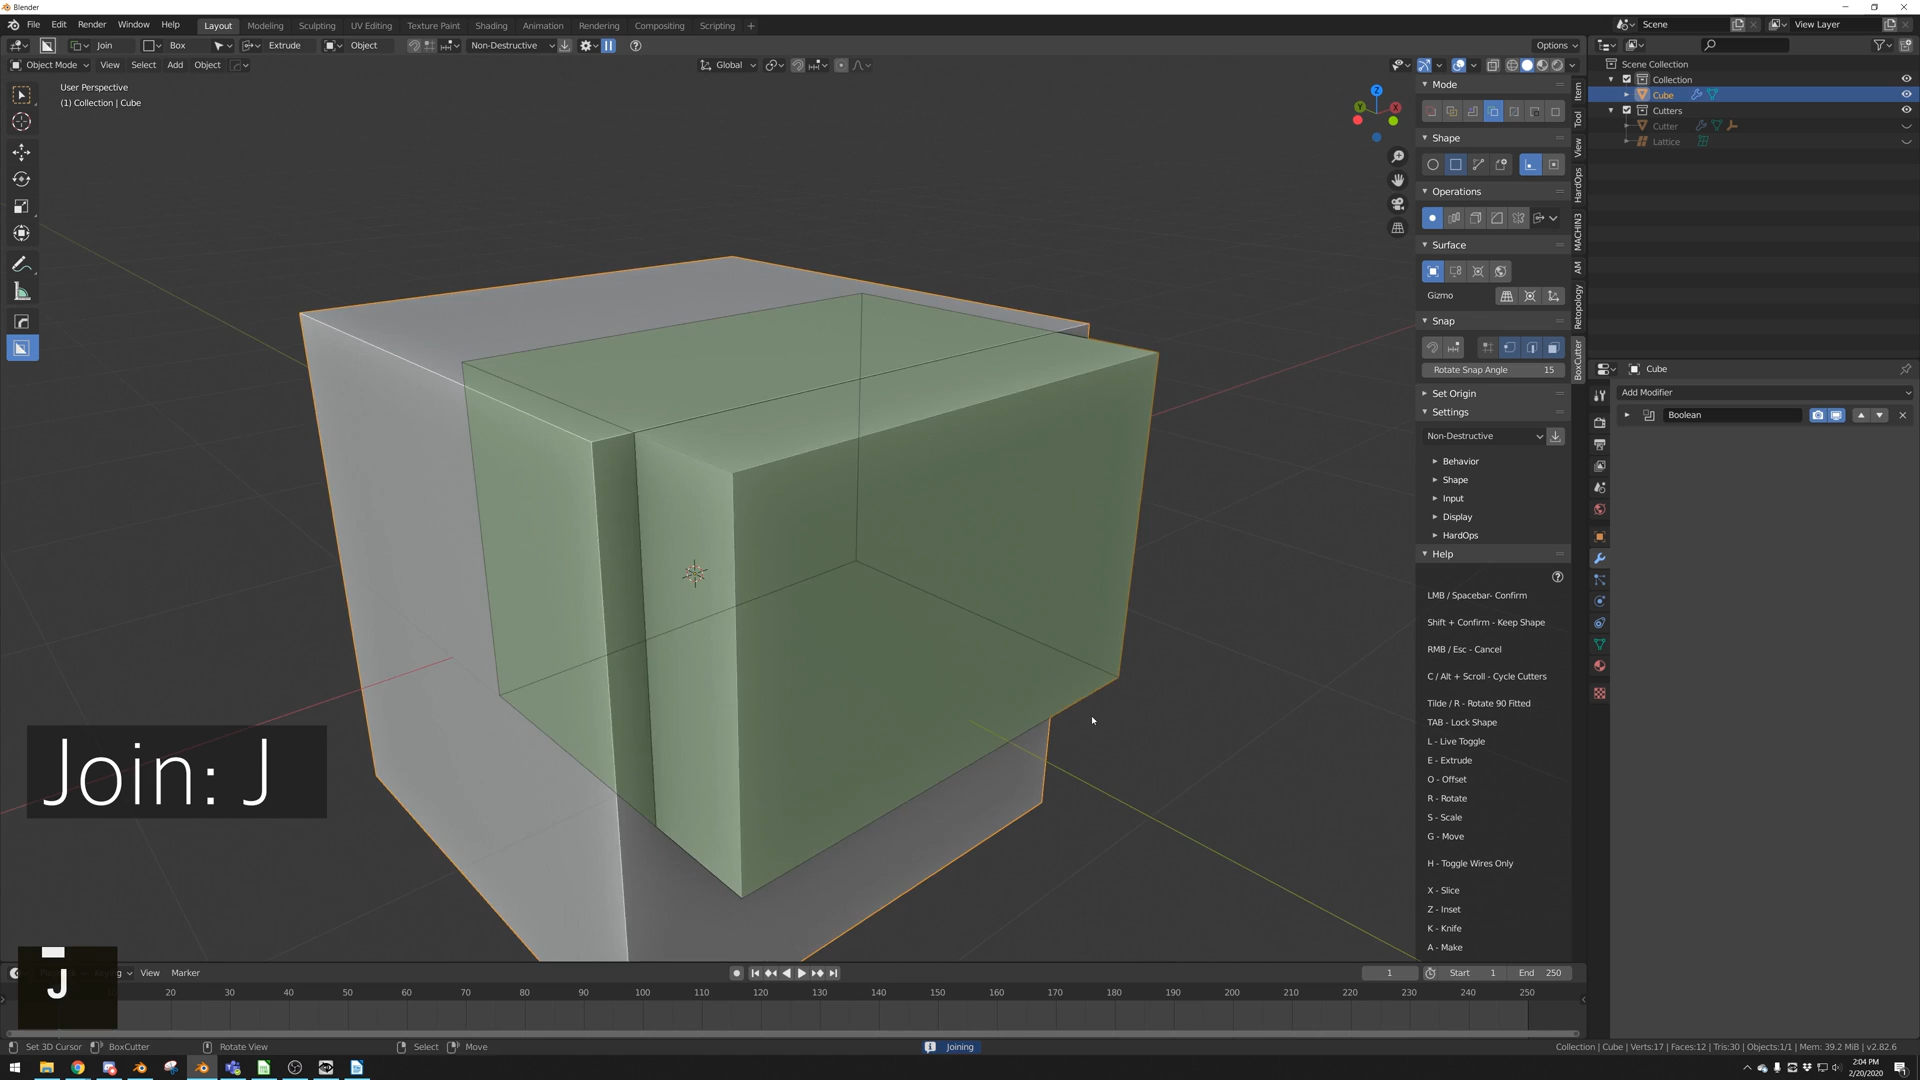 Blender
File Edit Render Window Help Layout Modeling Sculpting UV Editing Texture Paint Shading Animation Rendering Compositing Scripting +
Scene
View Layer
Join Box Extrude Object Non-Destructive
Options
Object Mode View Select Add Object
Global
User Perspective
(1) Collection | Cube
Z
Y
X
Mode
Shape
Operations
Surface
Gizmo
Snap
Rotate Snap Angle 15
Set Origin
Settings
Non-Destructive
Behavior
Shape
Input
Display
HardOps
Help
LMB / Spacebar- Confirm
Shift + Confirm - Keep Shape
RMB / Esc - Cancel
C / Alt + Scroll - Cycle Cutters
Tilde / R - Rotate 90 Fitted
TAB - Lock Shape
L - Live Toggle
E - Extrude
O - Offset
R - Rotate
S - Scale
G - Move
H - Toggle Wires Only
X - Slice
Z - Inset
K - Knife
A - Make
Item
Tool
View
HardOps
MACHIN3
AM
Retopology
BoxCutter
Scene Collection
Collection
Cube
Cutters
Cutter
Lattice
Cube
Add Modifier
Boolean
Join: J
J
View Marker
1
Start 1
End 250
20 30 40 50 60 70 80 90 100 110 120 130 140 150 160 170 180 190 200 210 220 230 240 250
Set 3D Cursor BoxCutter Rotate View Select Move
Joining
Collection | Cube | Verts:17 | Faces:12 | Tris:30 | Objects:1/1 | Mem: 39.2 MiB | v2.82.6
2:04 PM
2/20/2020